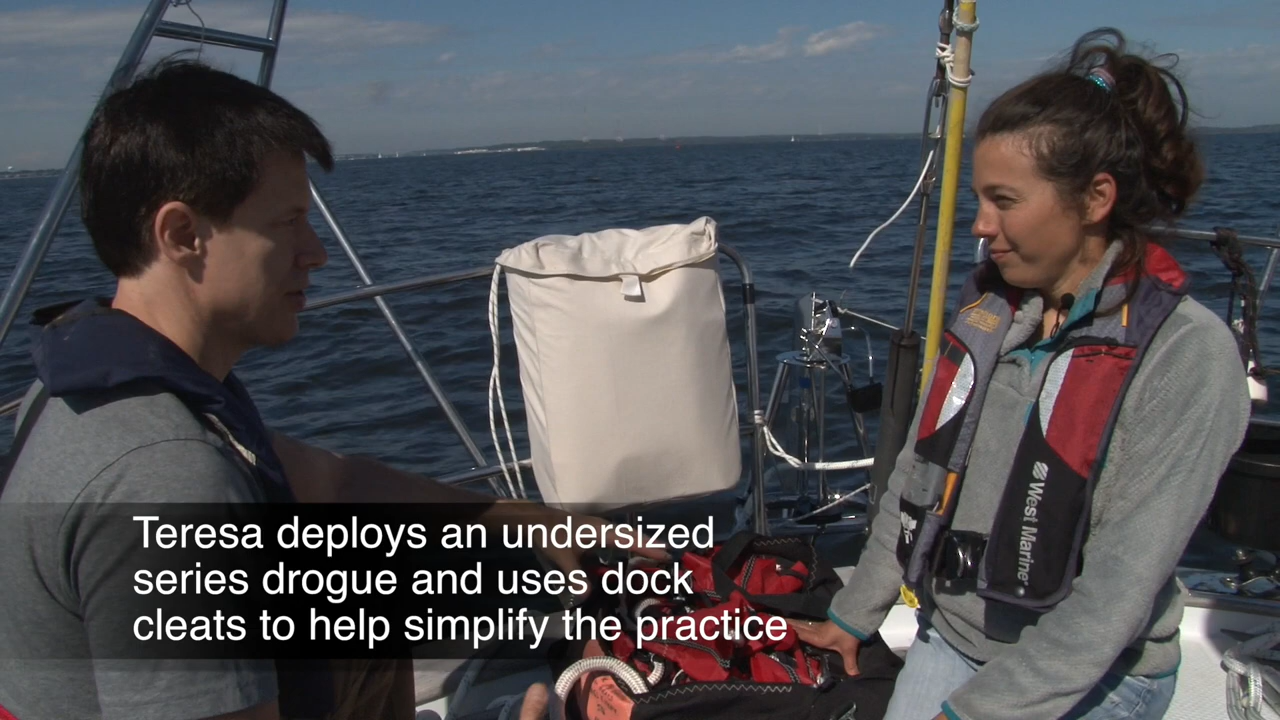 Teresa deploys an undersized
series drogue and uses dock
cleats to help simplify the practice
West Marine